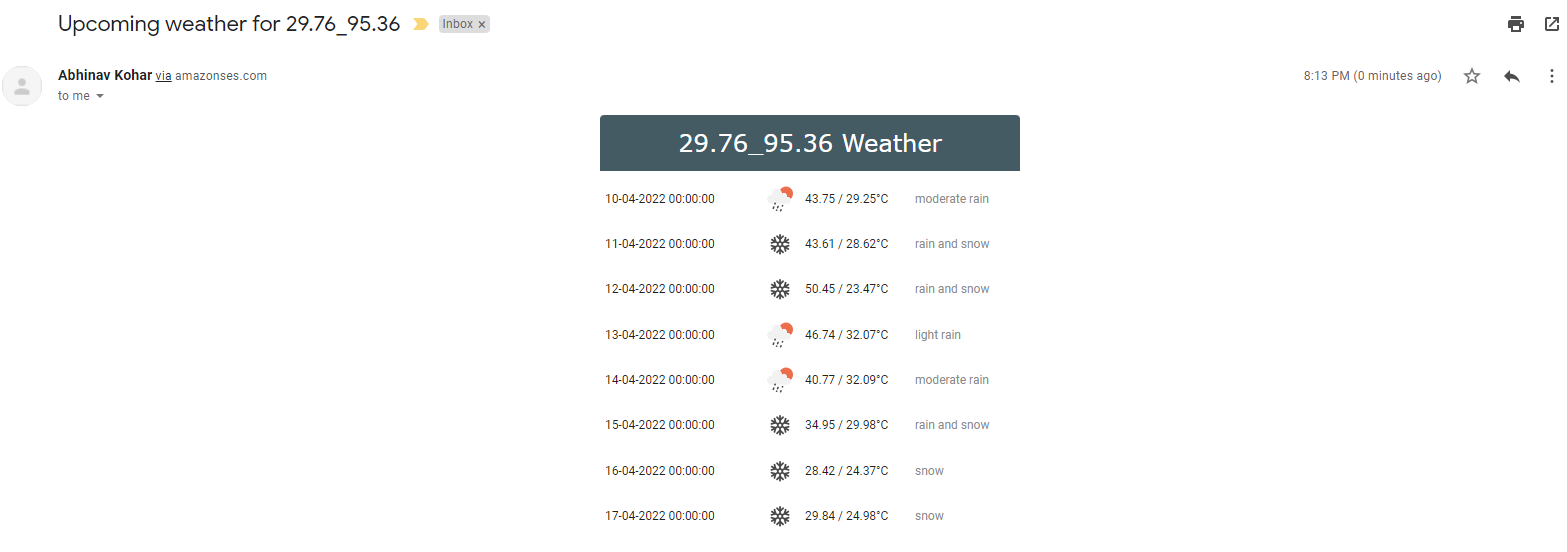 Upcoming weather for 29.76_95.36 Inbox ×
Abhinav Kohar via amazonses.com 8:13 PM (0 minutes ago)
to me
29.76_95.36 Weather
10-04-2022 00:00:00 43.75 / 29.25°C moderate rain
11-04-2022 00:00:00 43.61 / 28.62°C rain and snow
12-04-2022 00:00:00 50.45 / 23.47°C rain and snow
13-04-2022 00:00:00 46.74 / 32.07°C light rain
14-04-2022 00:00:00 40.77 / 32.09°C moderate rain
15-04-2022 00:00:00 34.95 / 29.98°C rain and snow
16-04-2022 00:00:00 28.42 / 24.37°C snow
17-04-2022 00:00:00 29.84 / 24.98°C snow